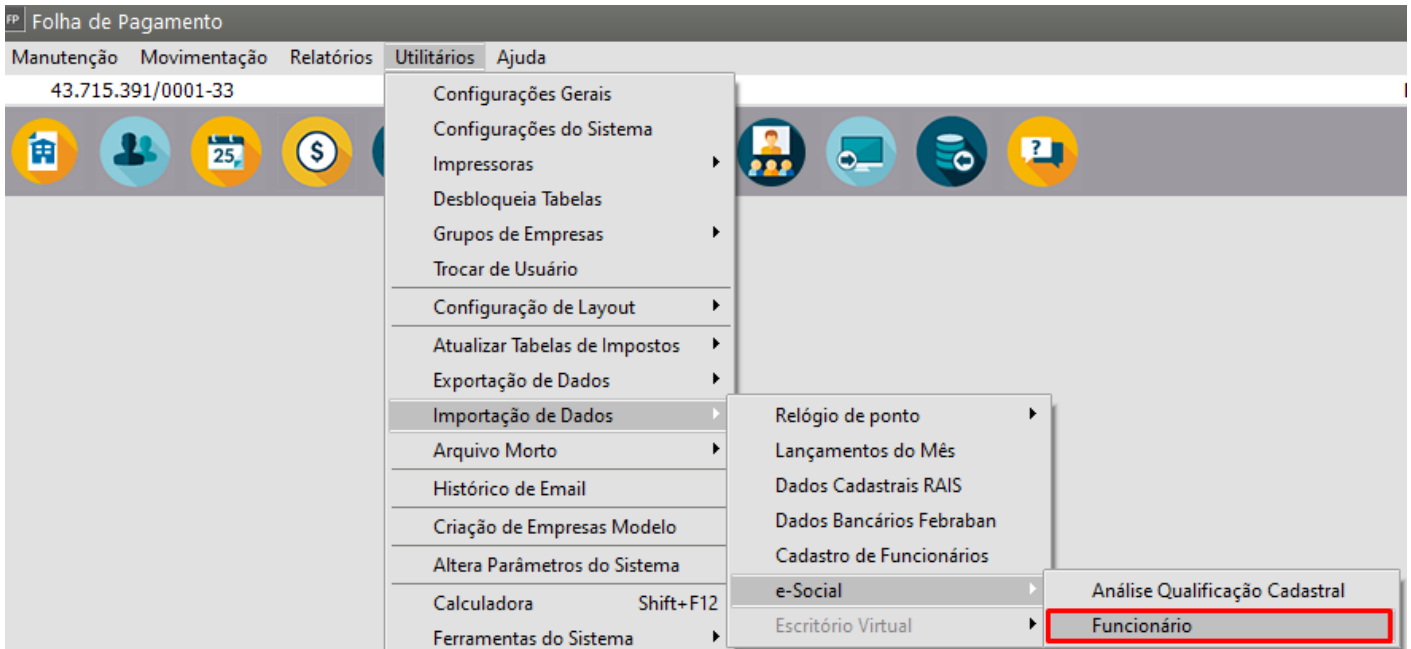 FP Folha de Pagamento
Manutenção Movimentação Relatórios Utilitários Ajuda
43.715.391/0001-33
25
$
?
Configurações Gerais
Configurações do Sistema
Impressoras
Desbloqueia Tabelas
Grupos de Empresas
Trocar de Usuário
Configuração de Layout
Atualizar Tabelas de Impostos
Exportação de Dados
Importação de Dados
Arquivo Morto
Histórico de Email
Criação de Empresas Modelo
Altera Parâmetros do Sistema
Calculadora Shift+F12
Ferramentas do Sistema
Relógio de ponto
Lançamentos do Mês
Dados Cadastrais RAIS
Dados Bancários Febraban
Cadastro de Funcionários
e-Social
Escritório Virtual
Análise Qualificação Cadastral
Funcionário